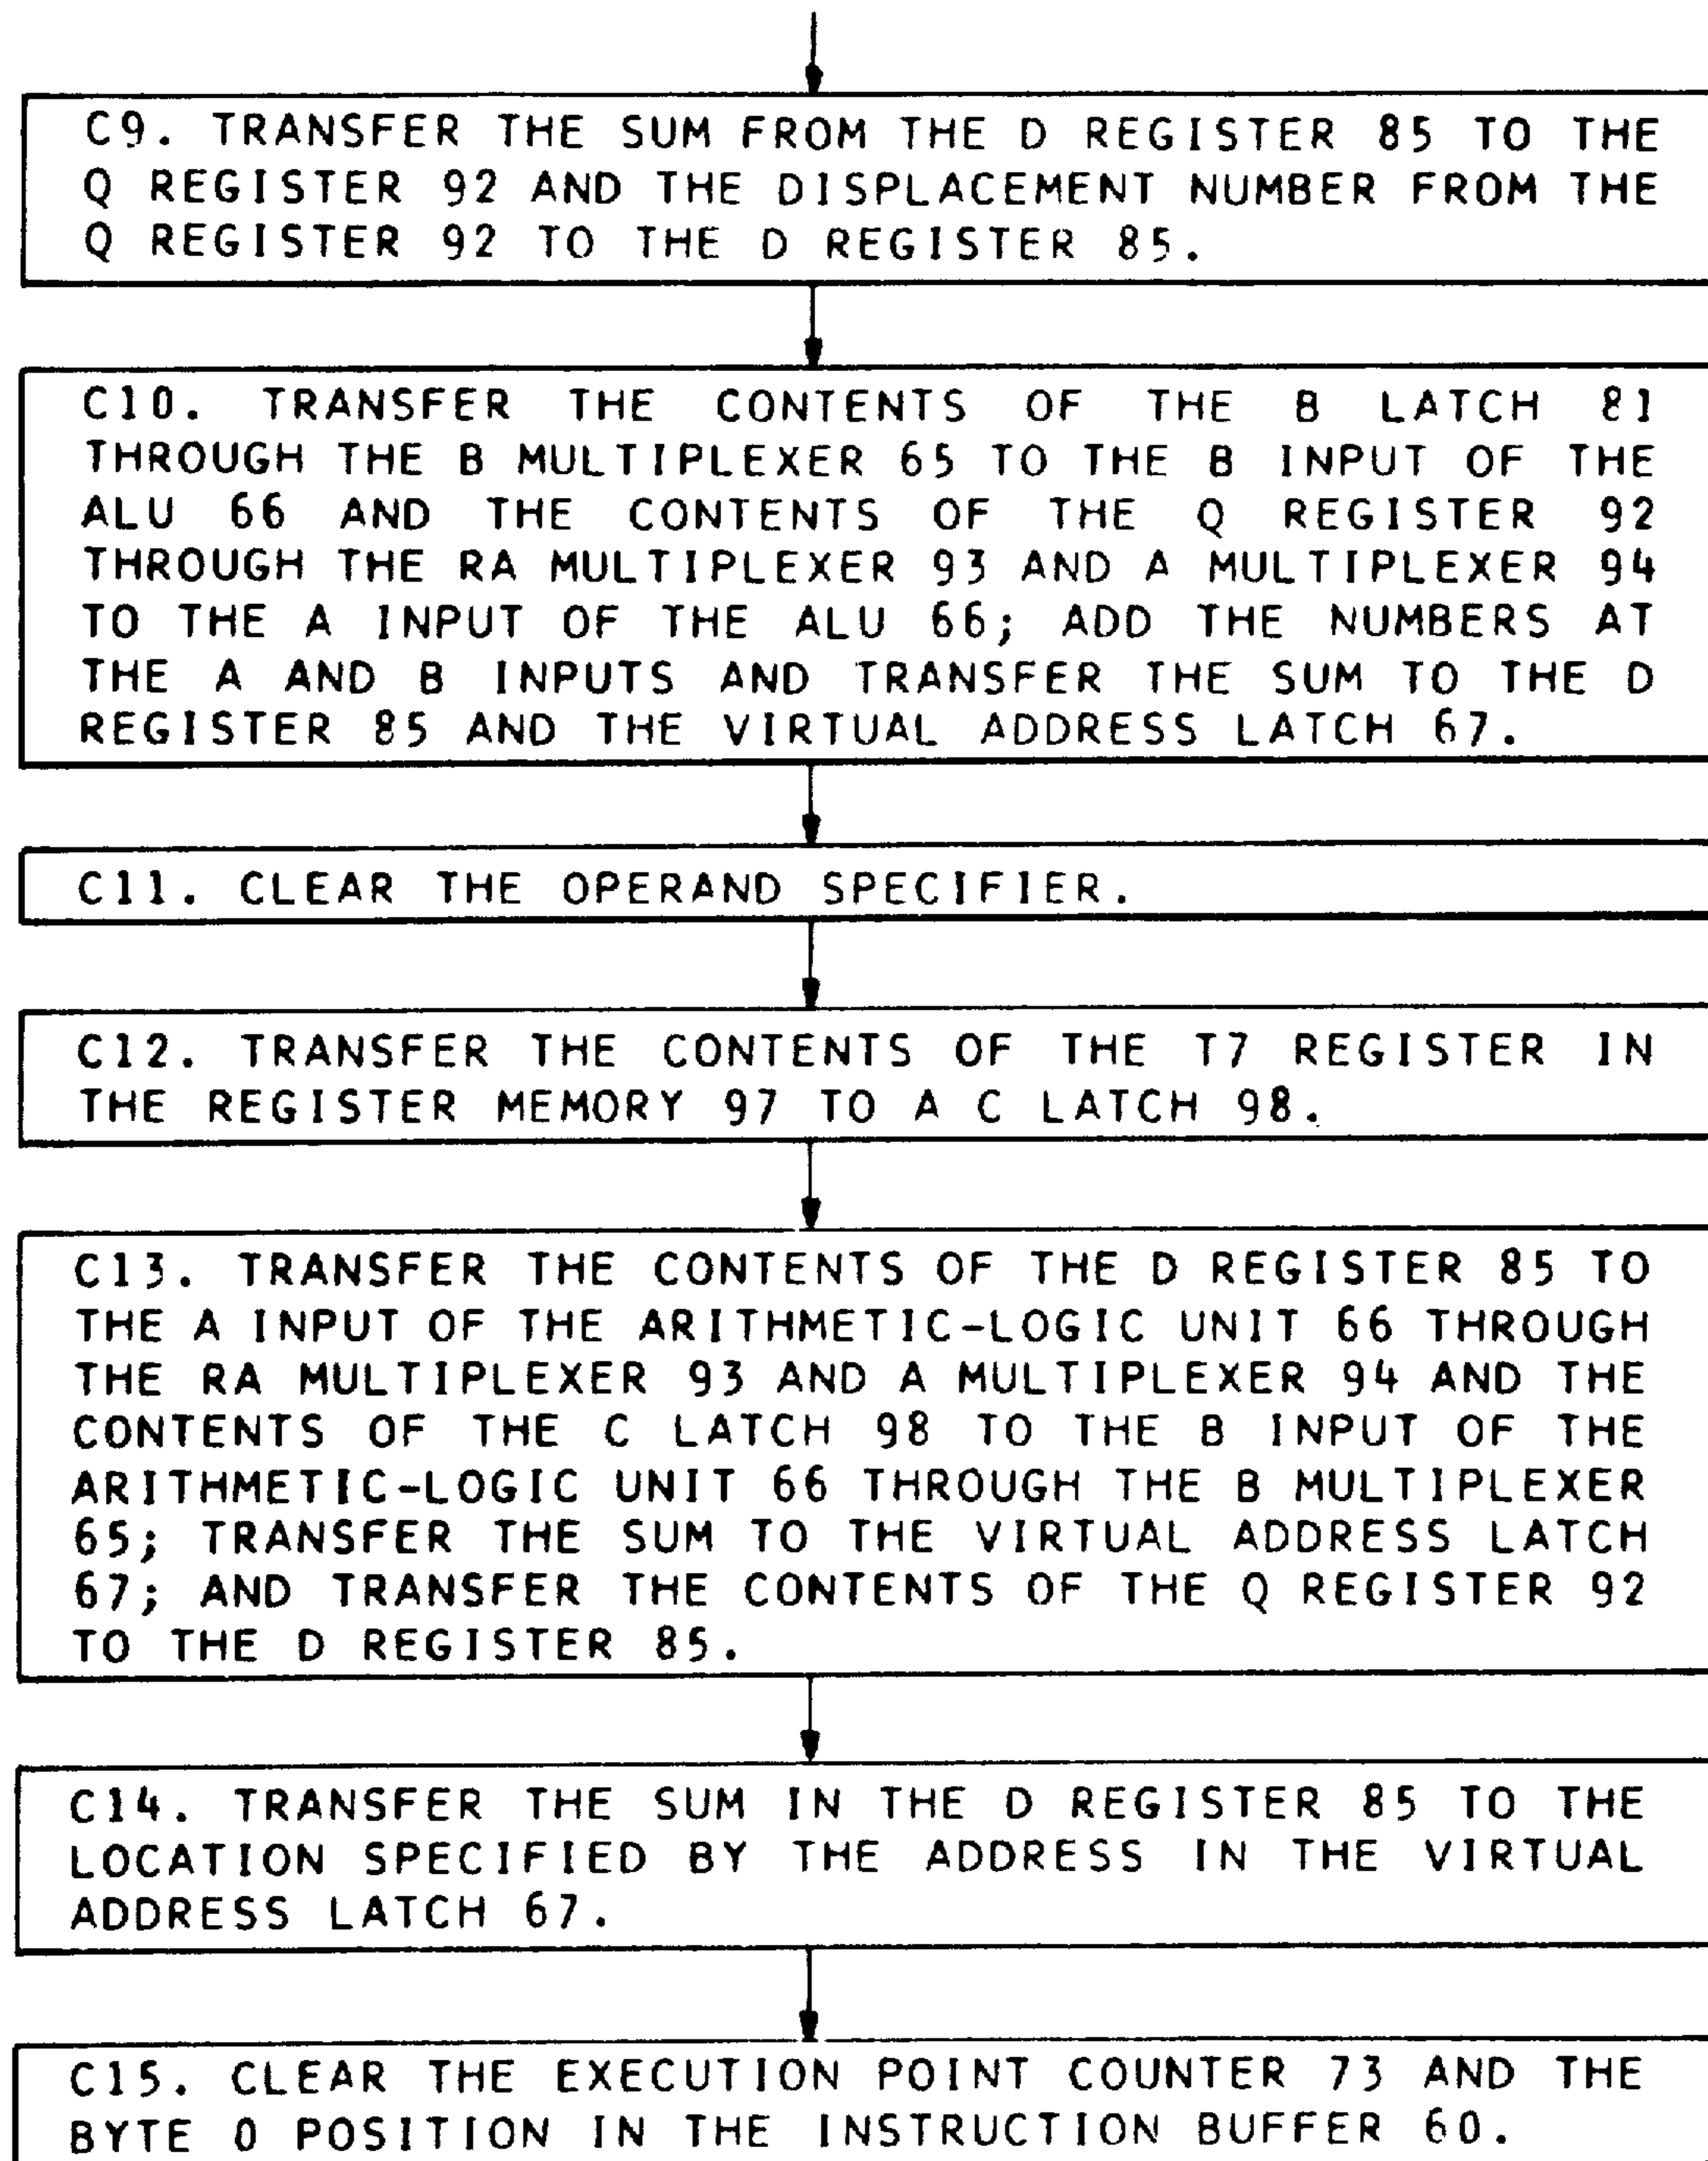 C9. TRANSFER THE SUM FROM THE D REGISTER 85 TO THE
Q REGISTER 92 AND THE DISPLACEMENT NUMBER FROM THE
Q REGISTER 92 TO THE D REGISTER 85.
C10. TRANSFER THE CONTENTS OF THE B LATCH 81
THROUGH THE B MULTIPLEXER 65 TO THE B INPUT OF THE
ALU 66 AND THE CONTENTS OF THE Q REGISTER 92
THROUGH THE RA MULTIPLEXER 93 AND A MULTIPLEXER 94
TO THE A INPUT OF THE ALU 66; ADD THE NUMBERS AT
THE A AND B INPUTS AND TRANSFER THE SUM TO THE D
REGISTER 85 AND THE VIRTUAL ADDRESS LATCH 67.
C11. CLEAR THE OPERAND SPECIFIER.
C12. TRANSFER THE CONTENTS OF THE T7 REGISTER IN
THE REGISTER MEMORY 97 TO A C LATCH 98.
C13. TRANSFER THE CONTENTS OF THE D REGISTER 85 TO
THE A INPUT OF THE ARITHMETIC-LOGIC UNIT 66 THROUGH
THE RA MULTIPLEXER 93 AND A MULTIPLEXER 94 AND THE
CONTENTS OF THE C LATCH 98 TO THE B INPUT OF THE
ARITHMETIC-LOGIC UNIT 66 THROUGH THE B MULTIPLEXER
65; TRANSFER THE SUM TO THE VIRTUAL ADDRESS LATCH
67; AND TRANSFER THE CONTENTS OF THE Q REGISTER 92
TO THE D REGISTER 85.
C14. TRANSFER THE SUM IN THE D REGISTER 85 TO THE
LOCATION SPECIFIED BY THE ADDRESS IN THE VIRTUAL
ADDRESS LATCH 67.
C15. CLEAR THE EXECUTION POINT COUNTER 73 AND THE
BYTE 0 POSITION IN THE INSTRUCTION BUFFER 60.